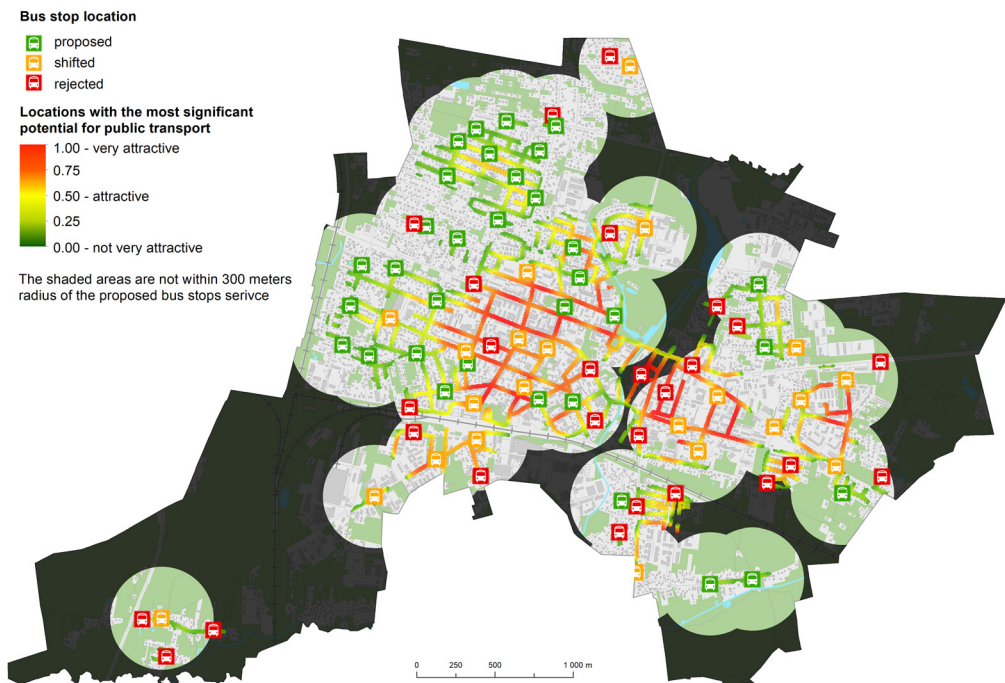 Bus stop location
proposed
shifted
rejected
Locations with the most significant
potential for public transport
1.00 - very attractive
0.75
0.50 - attractive
0.25
0.00 - not very attractive
The shaded areas are not within 300 meters
radius of the proposed bus stops serivce
0 250 500 1 000 m